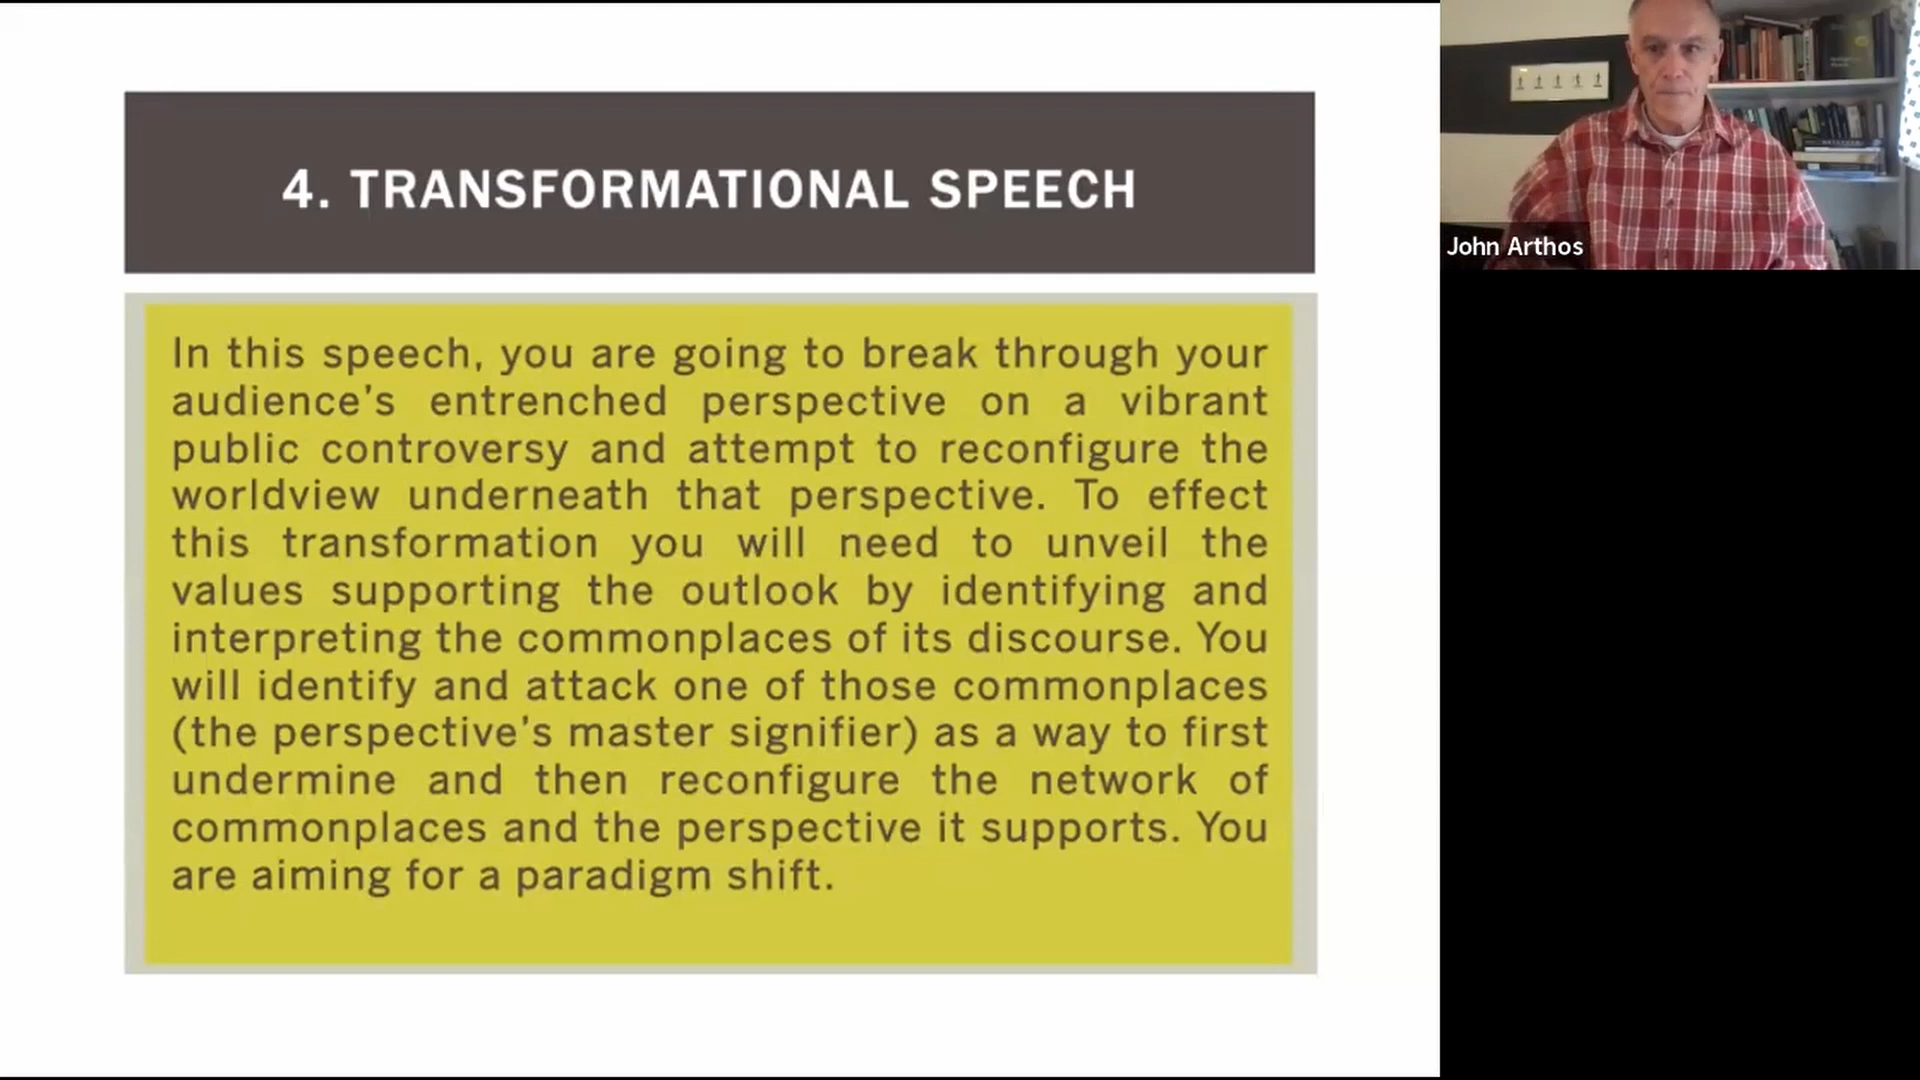 4. TRANSFORMATIONAL SPEECH
In this speech, you are going to break through your
audience's entrenched perspective on a vibrant
public controversy and attempt to reconfigure the
worldview underneath that perspective. To effect
this transformation you will need to unveil the
values supporting the outlook by identifying and
interpreting the commonplaces of its discourse. You
will identify and attack one of those commonplaces
(the perspective's master signifier) as a way to first
undermine and then reconfigure the network of
commonplaces and the perspective it supports. You
are aiming for a paradigm shift.
John Arthos